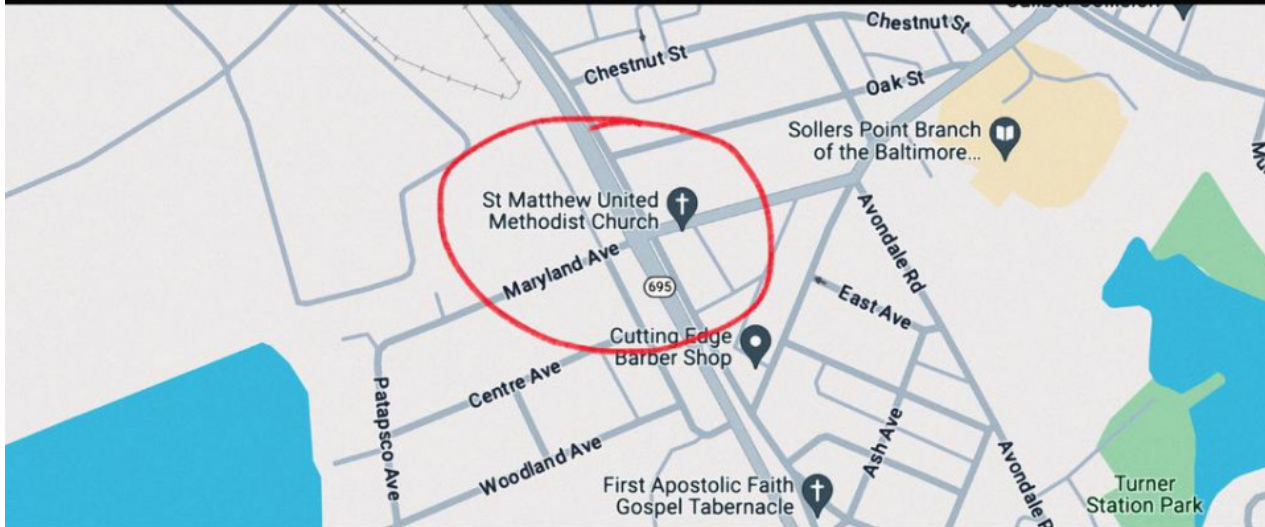 Chestnut St
Chestnut St
Oak St
Sollers Point Branch
of the Baltimore...
St Matthew United
Methodist Church
Maryland Ave
Avondale Rd
695
East Ave
Cutting Edge
Barber Shop
Centre Ave
Patapsco Ave
Woodland Ave
Ash Ave
Avondale R
First Apostolic Faith
Gospel Tabernacle
Turner
Station Park